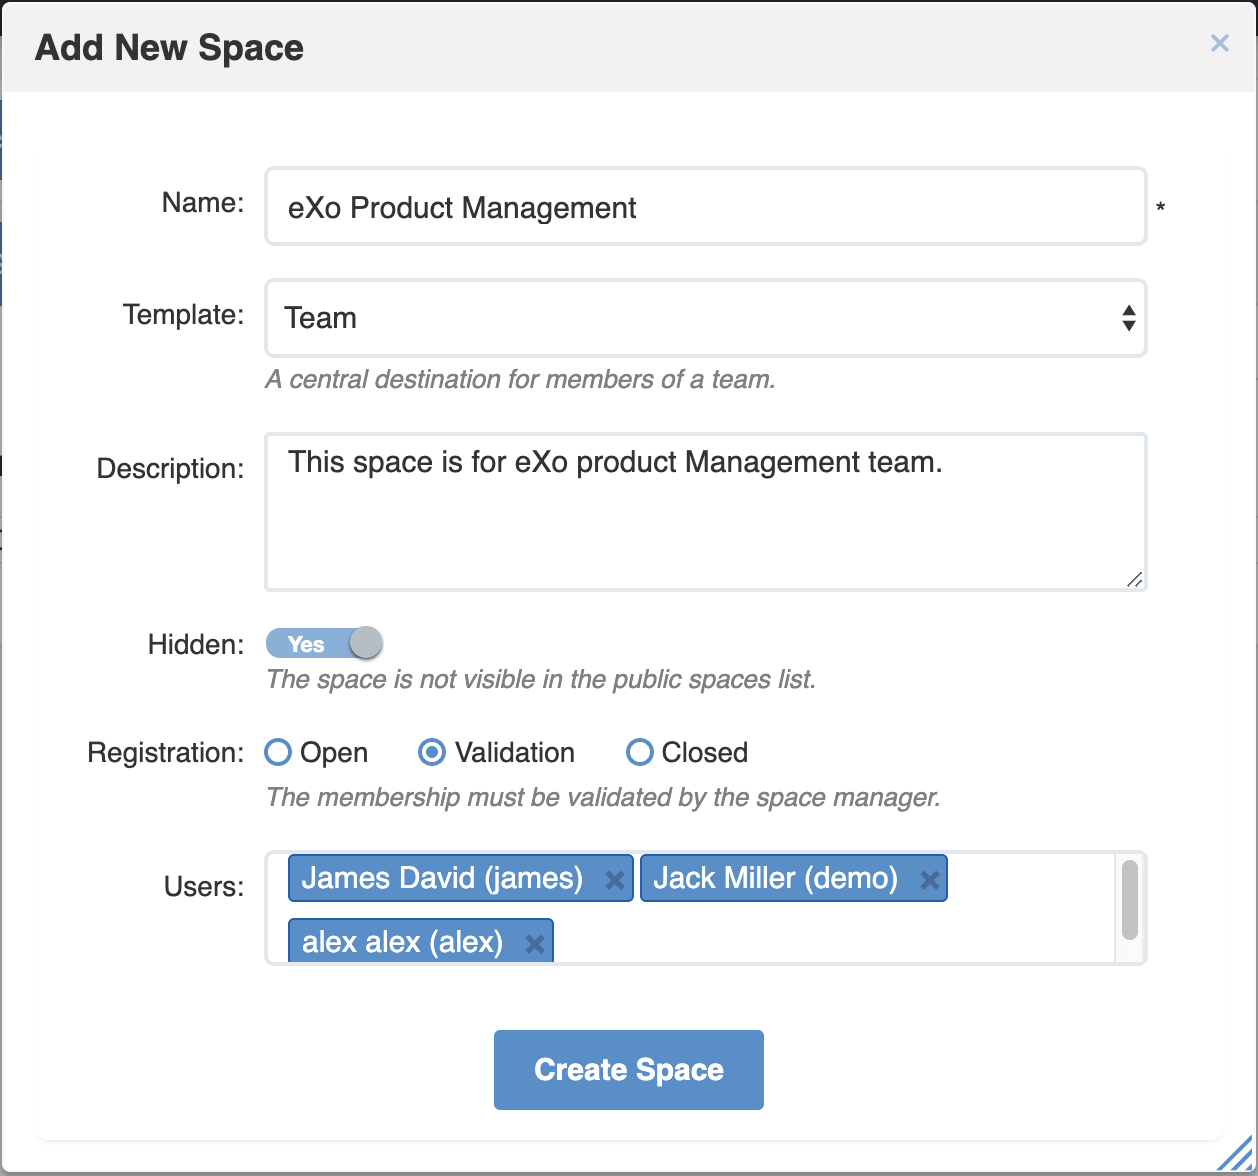 Add New Space
×
Name: eXo Product Management *
Template: Team
A central destination for members of a team.
Description: This space is for eXo product Management team.
Hidden: Yes
The space is not visible in the public spaces list.
Registration: Open Validation Closed
The membership must be validated by the space manager.
Users: James David (james) × Jack Miller (demo) ×
alex alex (alex) ×
Create Space